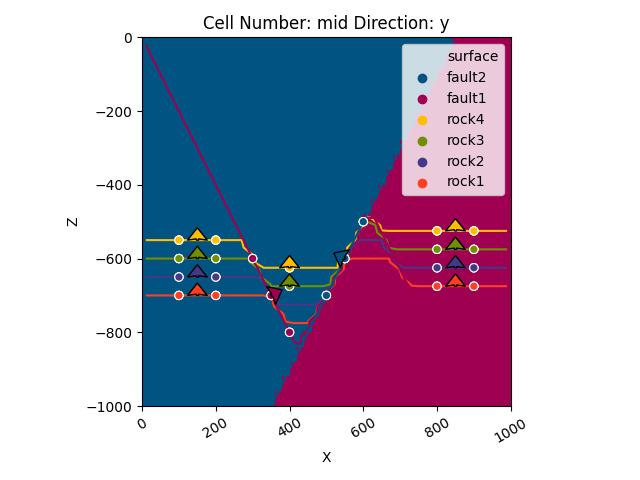 Cell Number: mid Direction: y
surface
fault2
fault1
rock4
rock3
rock2
rock1
0
−200
−400
−600
−800
−1000
Z
0
200
400
600
800
1000
X